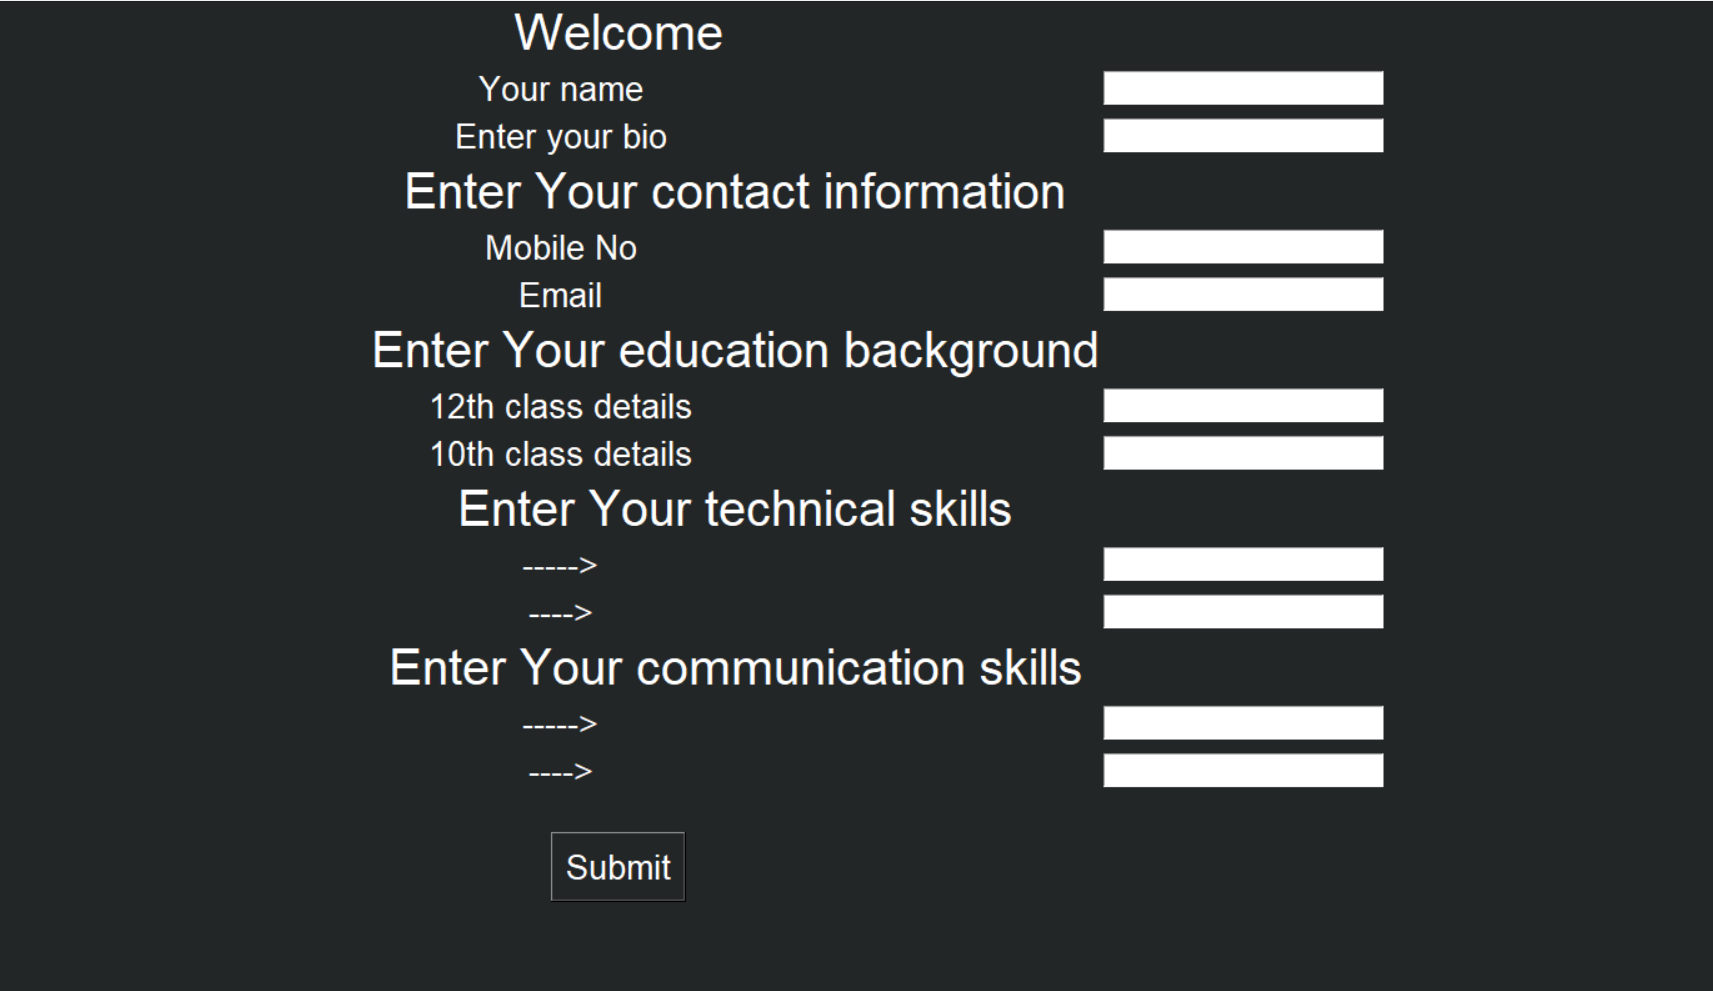 Welcome
Your name
Enter your bio
Enter Your contact information
Mobile No
Email
Enter Your education background
12th class details
10th class details
Enter Your technical skills
----->
---->
Enter Your communication skills
----->
---->
Submit